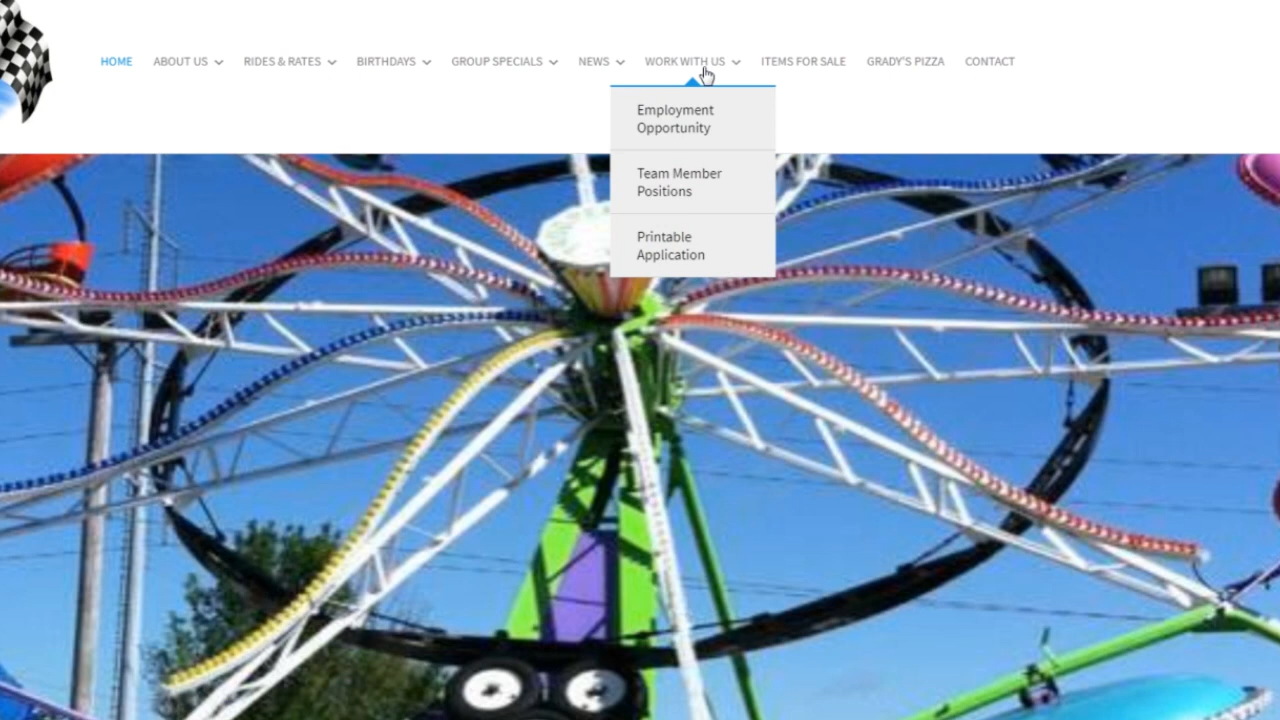 HOME ABOUT US RIDES & RATES BIRTHDAYS GROUP SPECIALS NEWS WORK WITH US ITEMS FOR SALE GRADY'S PIZZA CONTACT
Employment
Opportunity
Team Member
Positions
Printable
Application